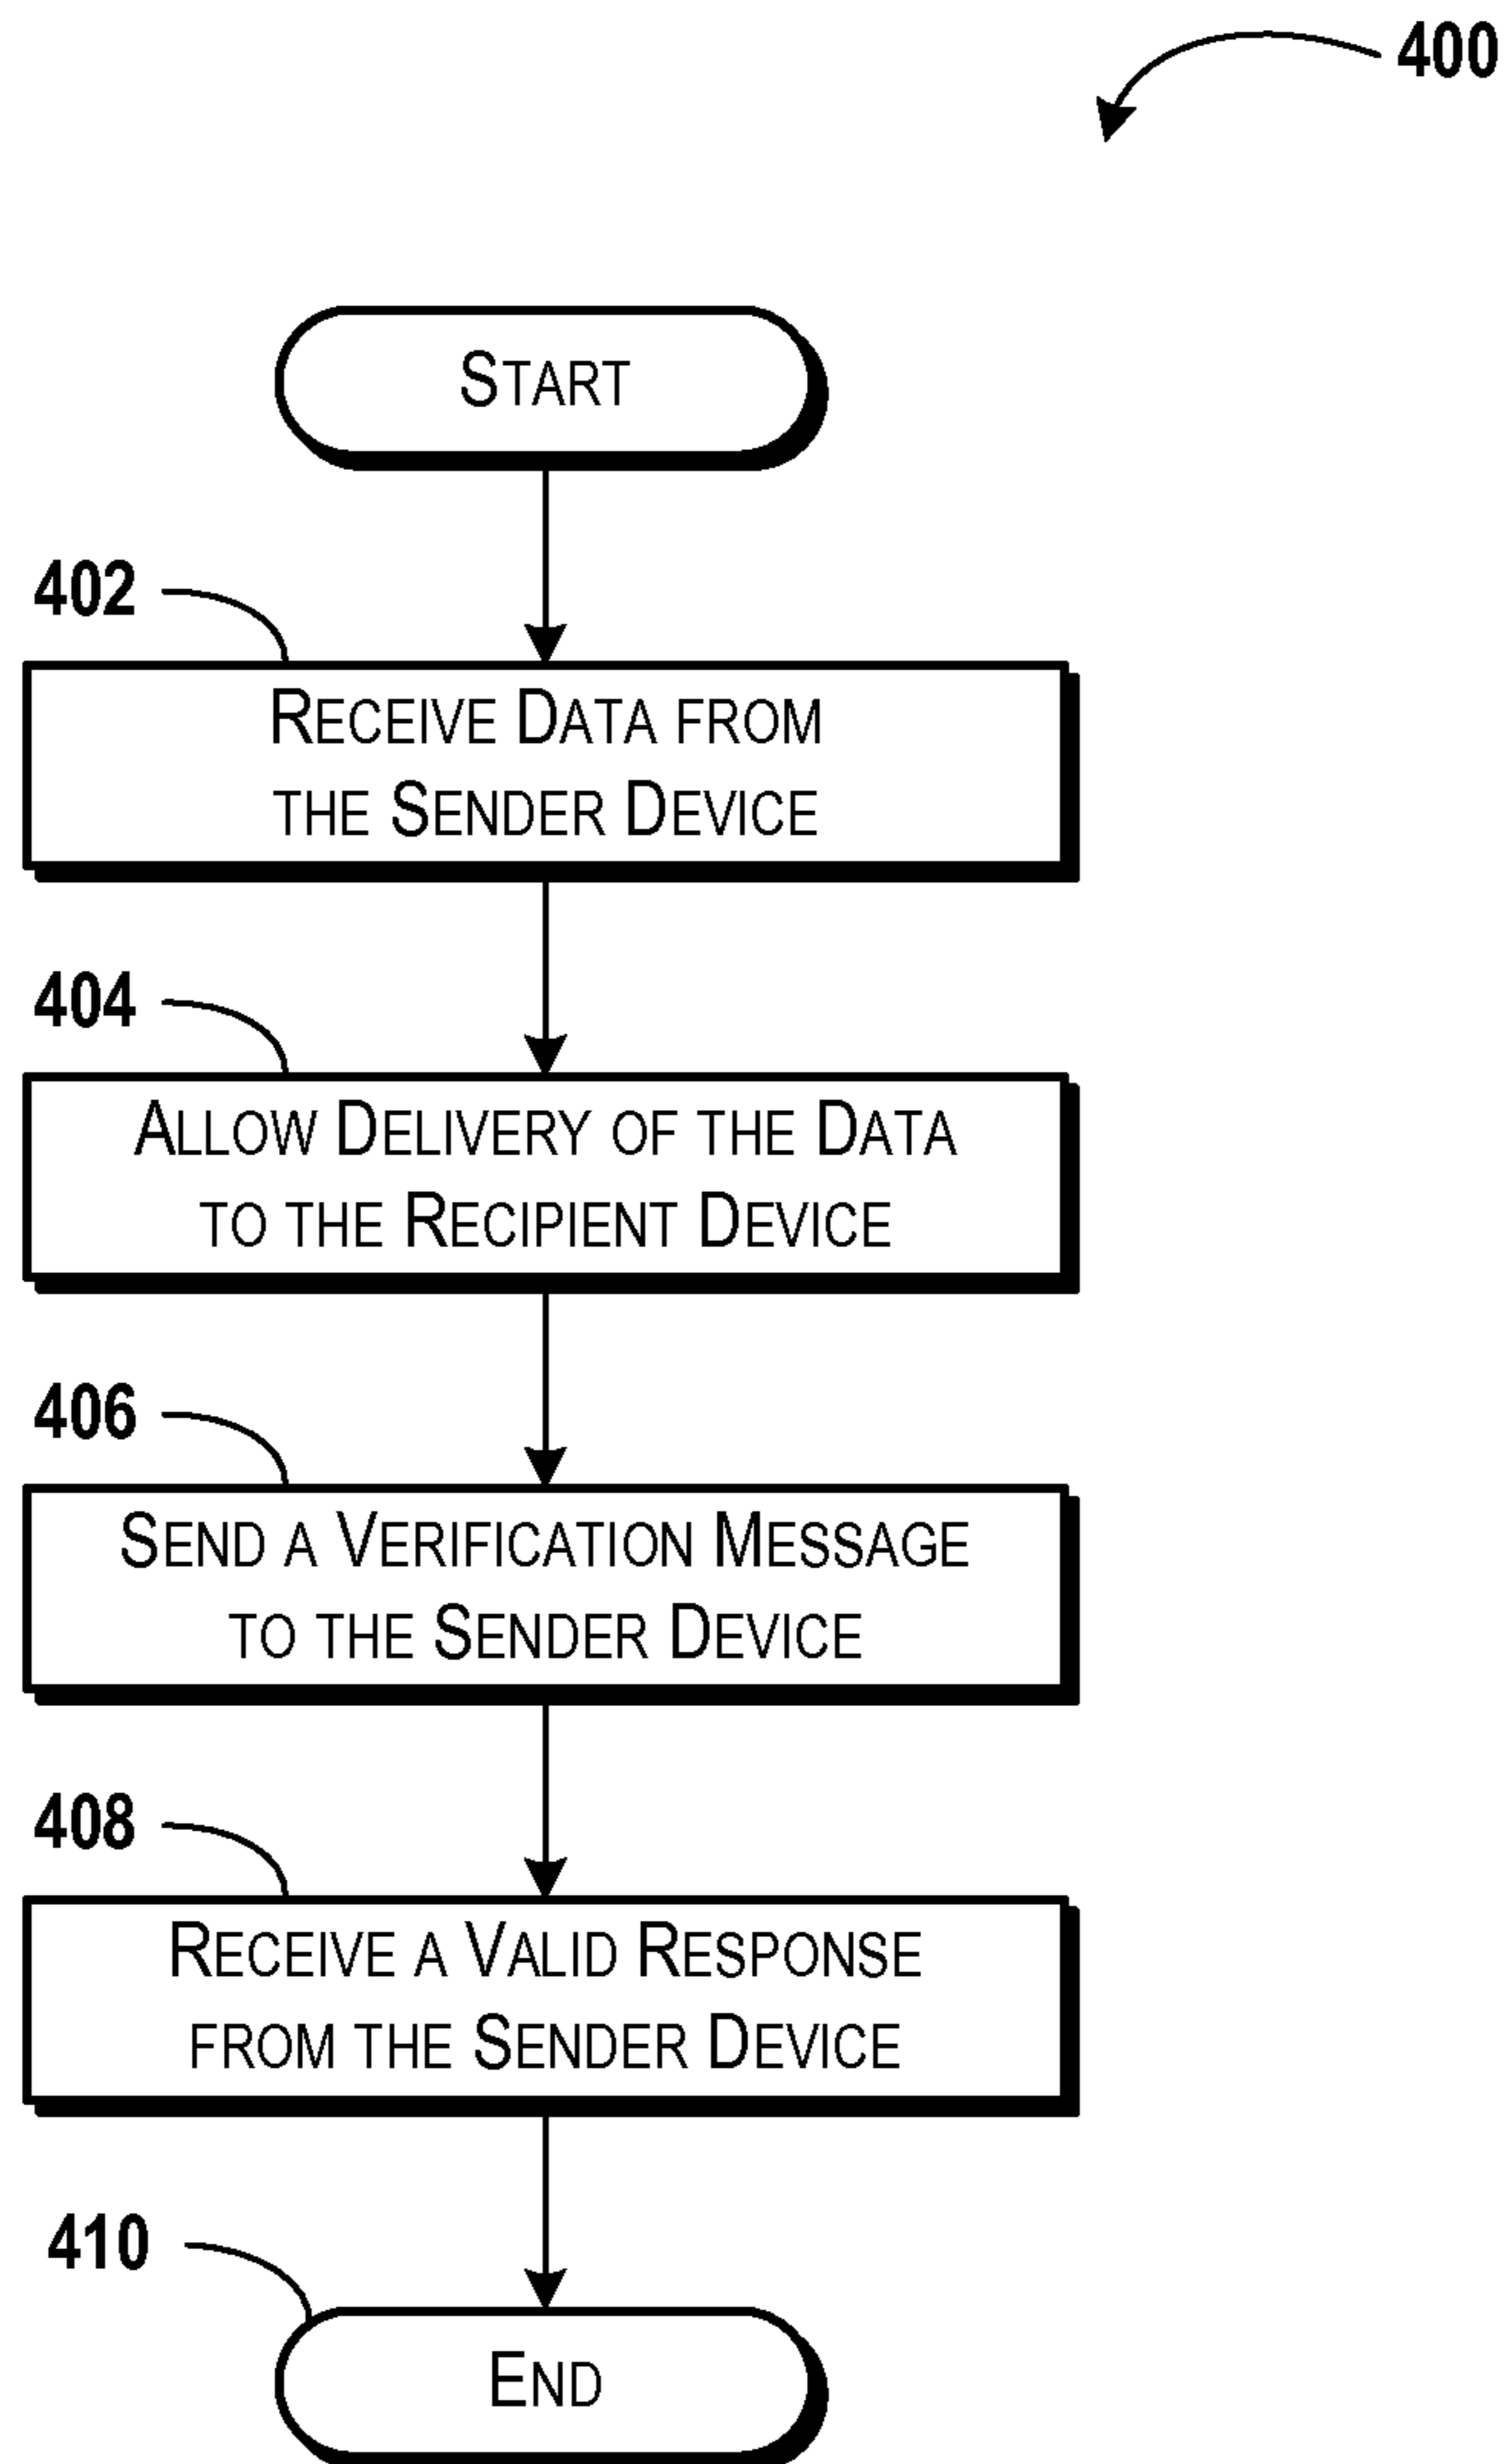 400
START
402
RECEIVE DATA FROM
THE SENDER DEVICE
404
ALLOW DELIVERY OF THE DATA
TO THE RECIPIENT DEVICE
406
SEND A VERIFICATION MESSAGE
TO THE SENDER DEVICE
408
RECEIVE A VALID RESPONSE
FROM THE SENDER DEVICE
410
END